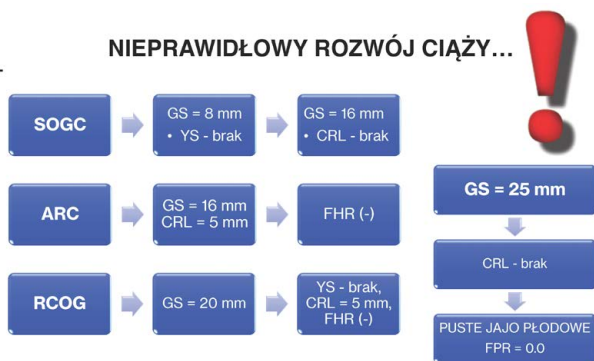 NIEPRAWIDŁOWY ROZWÓJ CIĄŻY...
SOGC
GS = 8 mm
• YS - brak
GS = 16 mm
• CRL - brak
ARC
GS = 16 mm
CRL = 5 mm
FHR (-)
RCOG
GS = 20 mm
YS - brak,
CRL = 5 mm,
FHR (-)
GS = 25 mm
CRL - brak
PUSTE JAJO PŁODOWE
FPR = 0.0